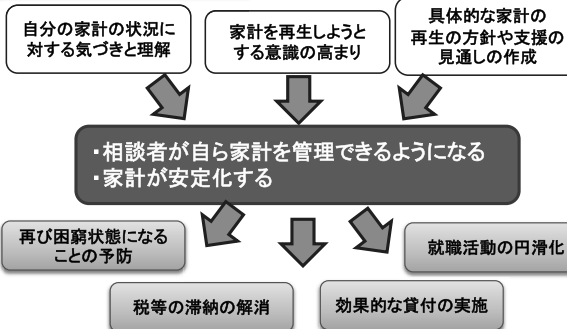 自分の家計の状況に
対する気づきと理解
家計を再生しようと
する意識の高まり
具体的な家計の
再生の方針や支援の
見通しの作成
・相談者が自ら家計を管理できるようになる
・家計が安定化する
再び困窮状態になる
ことの予防
税等の滞納の解消
効果的な貸付の実施
就職活動の円滑化